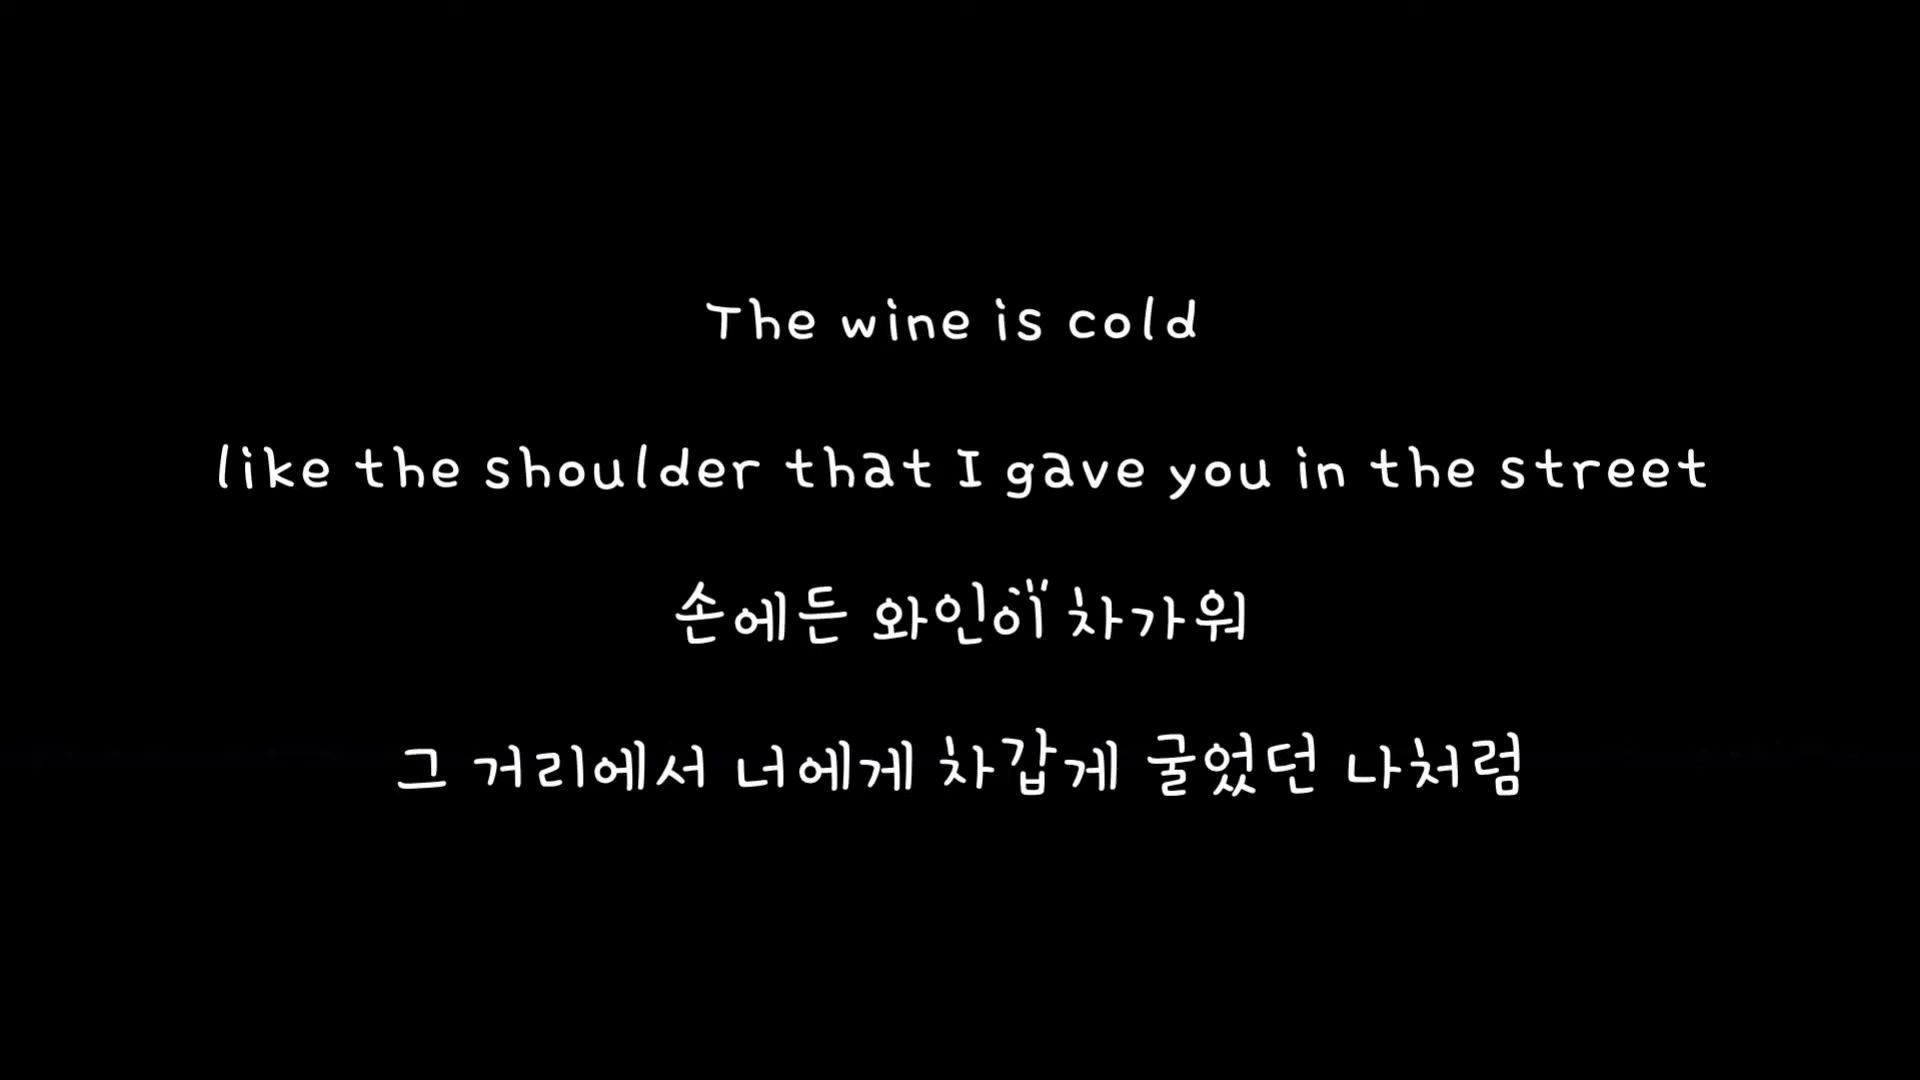 The wine is cold
like the shoulder that I gave you in the street
손에든 와인이 차가워
그 거리에서 너에게 차갑게 굴었던 나처럼